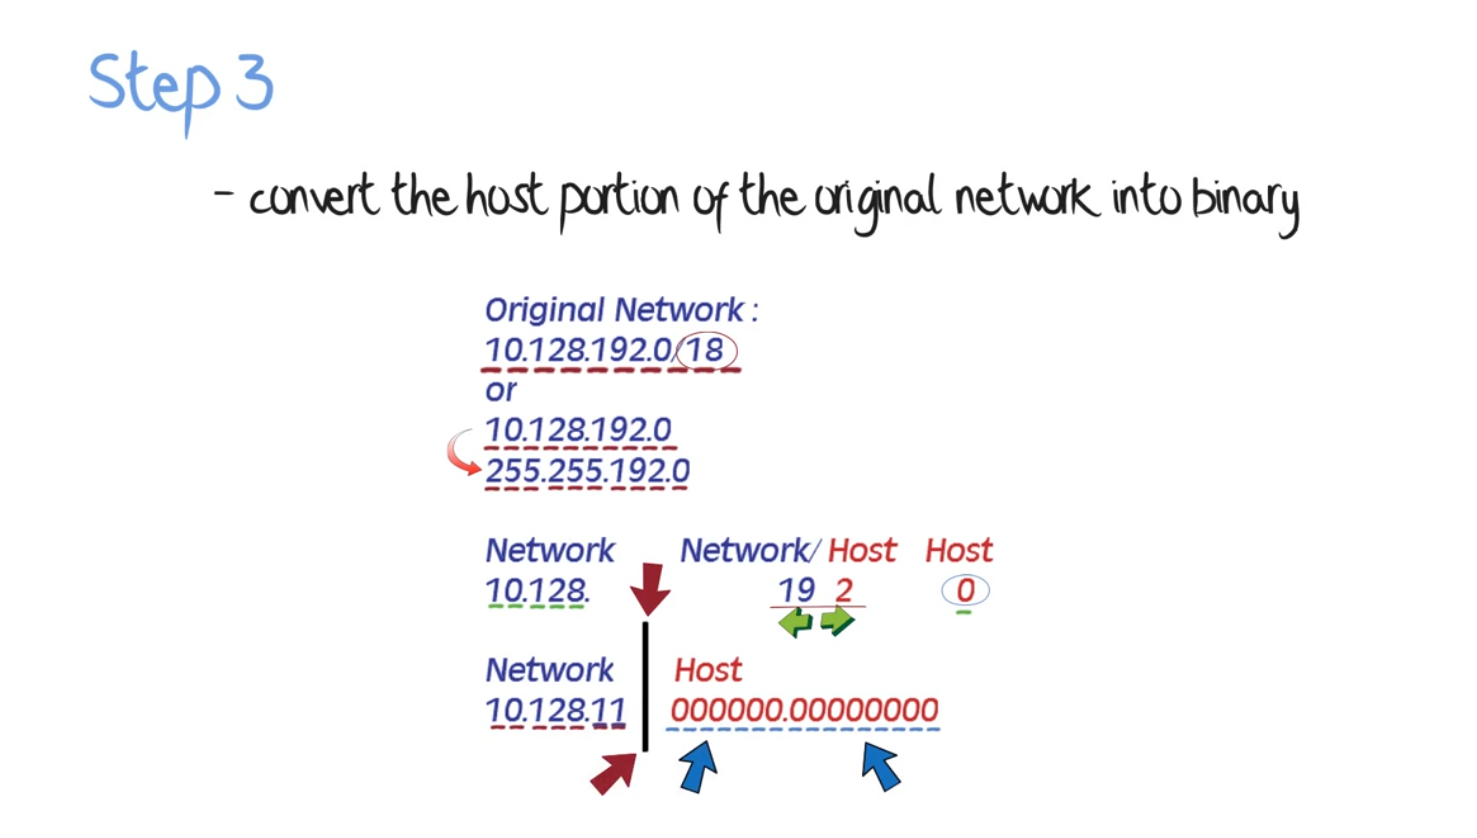 Step 3
- convert the host portion of the original network into binary
Original Network :
10.128.192.0/18
or
10.128.192.0
255.255.192.0
Network Network/ Host Host
10.128. 19 2 0
Network Host
10.128.11 000000.00000000